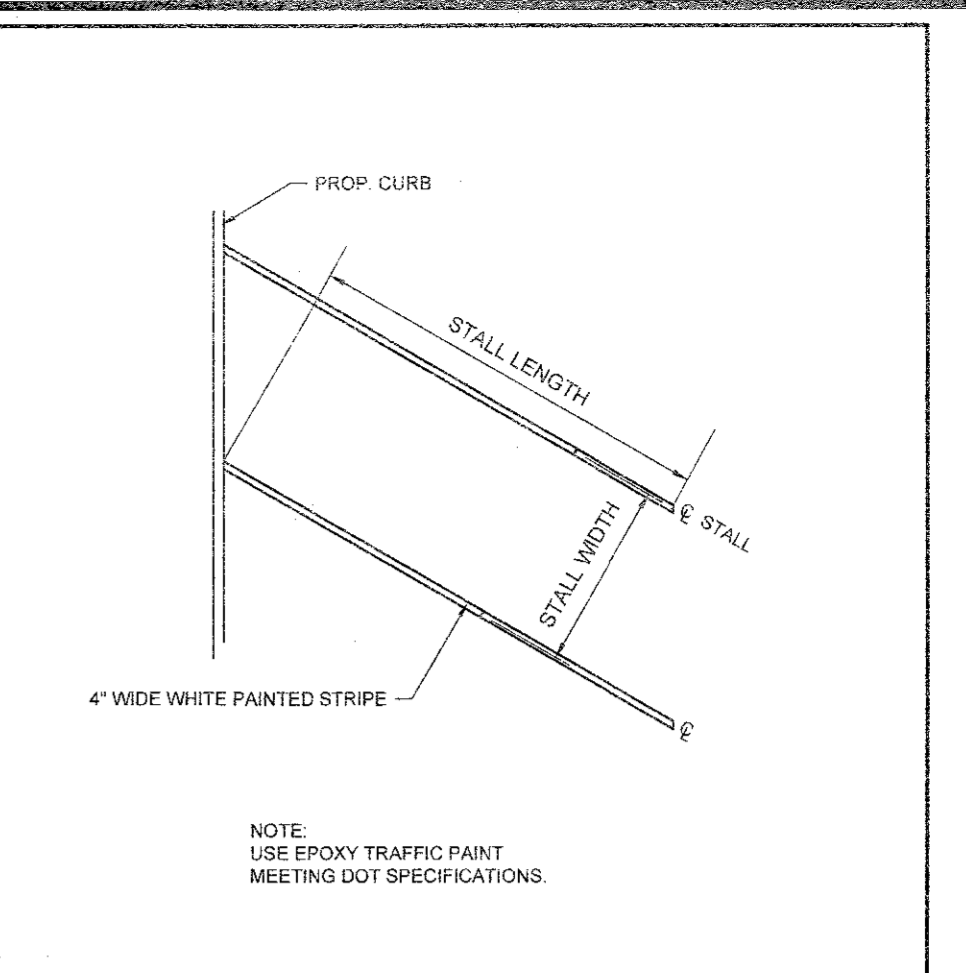 PROP. CURB
STALL LENGTH
℄ STALL
STALL WIDTH
4" WIDE WHITE PAINTED STRIPE
℄
NOTE:
USE EPOXY TRAFFIC PAINT
MEETING DOT SPECIFICATIONS.